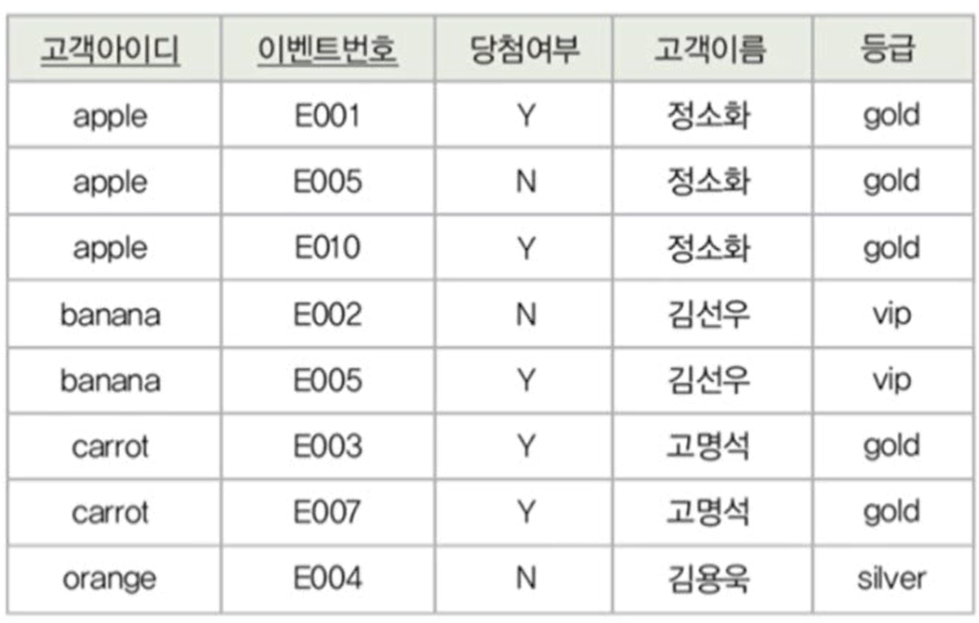 고객아이디 이벤트번호 당첨여부 고객이름 등급
apple E001 Y 정소화 gold
apple E005 N 정소화 gold
apple E010 Y 정소화 gold
banana E002 N 김선우 vip
banana E005 Y 김선우 vip
carrot E003 Y 고명석 gold
carrot E007 Y 고명석 gold
orange E004 N 김용욱 silver